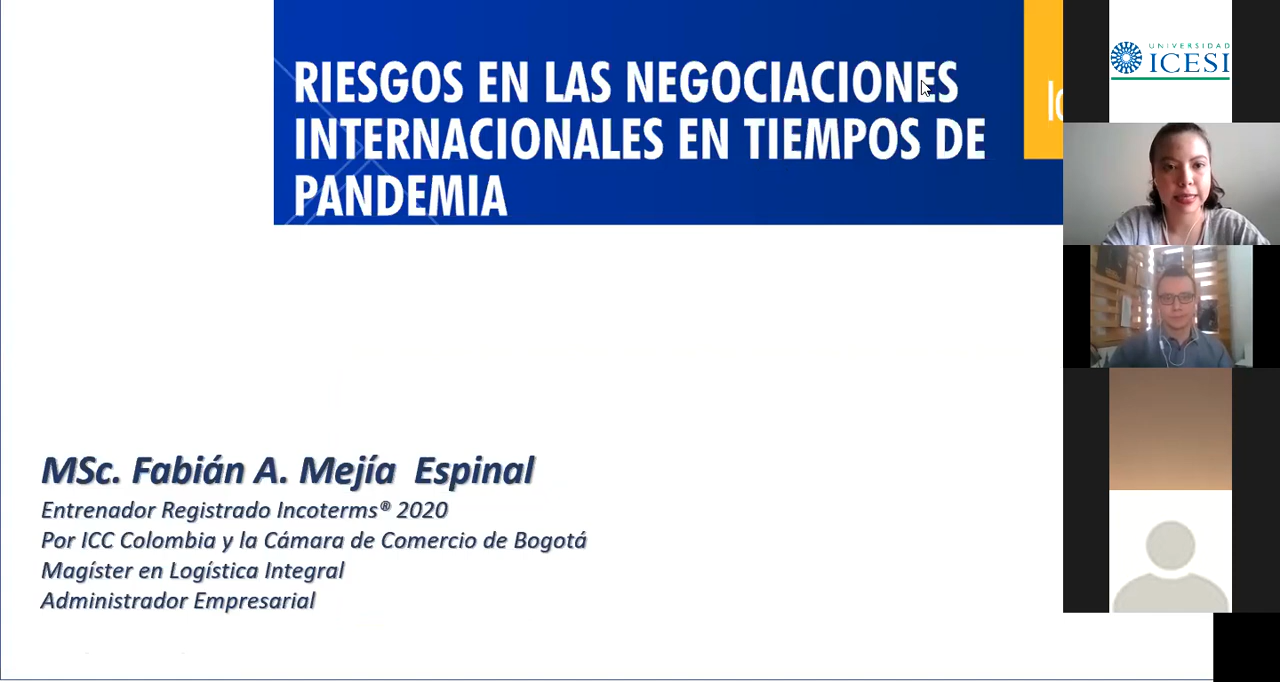 RIESGOS EN LAS NEGOCIACIONES
INTERNACIONALES EN TIEMPOS DE
PANDEMIA
UNIVERSIDAD
ICESI
MSc. Fabián A. Mejía Espinal
Entrenador Registrado Incoterms® 2020
Por ICC Colombia y la Cámara de Comercio de Bogotá
Magíster en Logística Integral
Administrador Empresarial